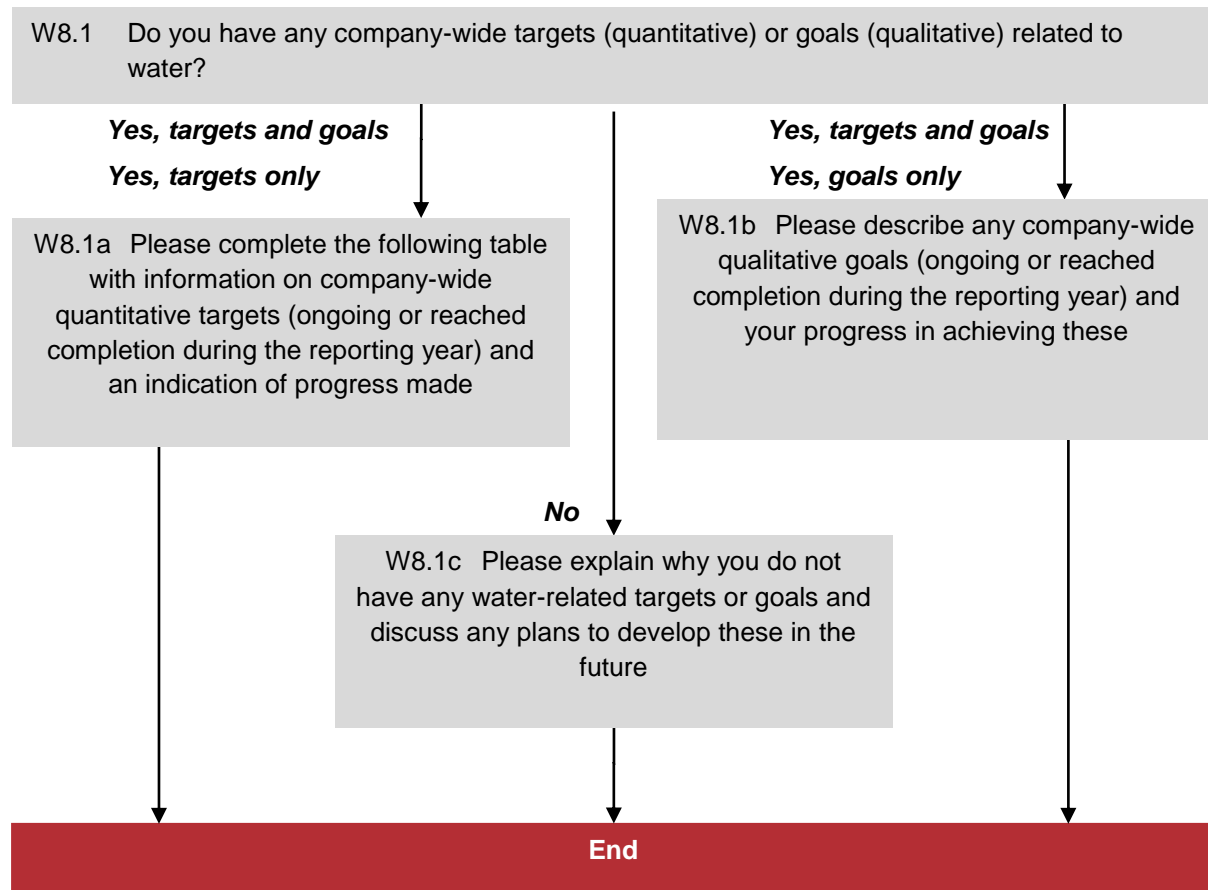 W8.1 Do you have any company-wide targets (quantitative) or goals (qualitative) related to
water?
Yes, targets and goals
Yes, targets only
Yes, targets and goals
Yes, goals only
W8.1a Please complete the following table
with information on company-wide
quantitative targets (ongoing or reached
completion during the reporting year) and
an indication of progress made
W8.1b Please describe any company-wide
qualitative goals (ongoing or reached
completion during the reporting year) and
your progress in achieving these
No
W8.1c Please explain why you do not
have any water-related targets or goals and
discuss any plans to develop these in the
future
End